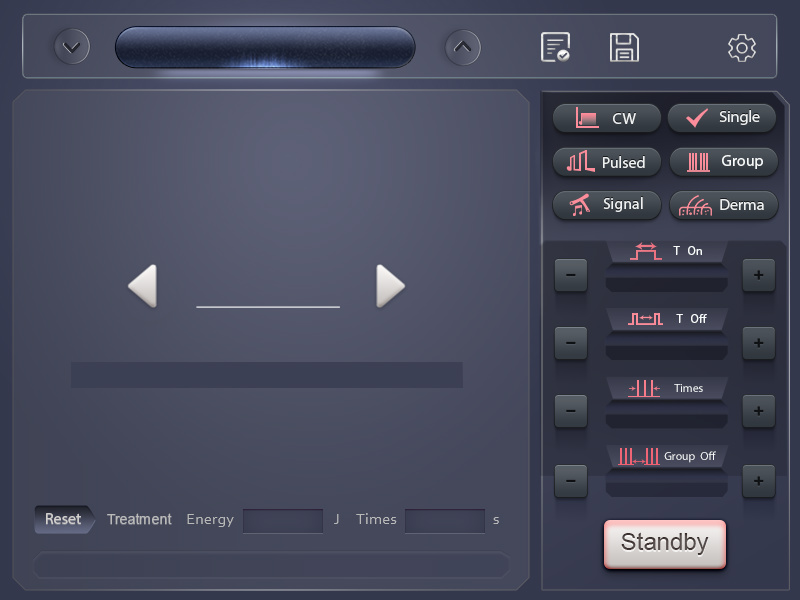 CW
Single
Pulsed
Group
Signal
Derma
T On
T Off
Times
Group Off
Reset Treatment Energy J Times s
Standby